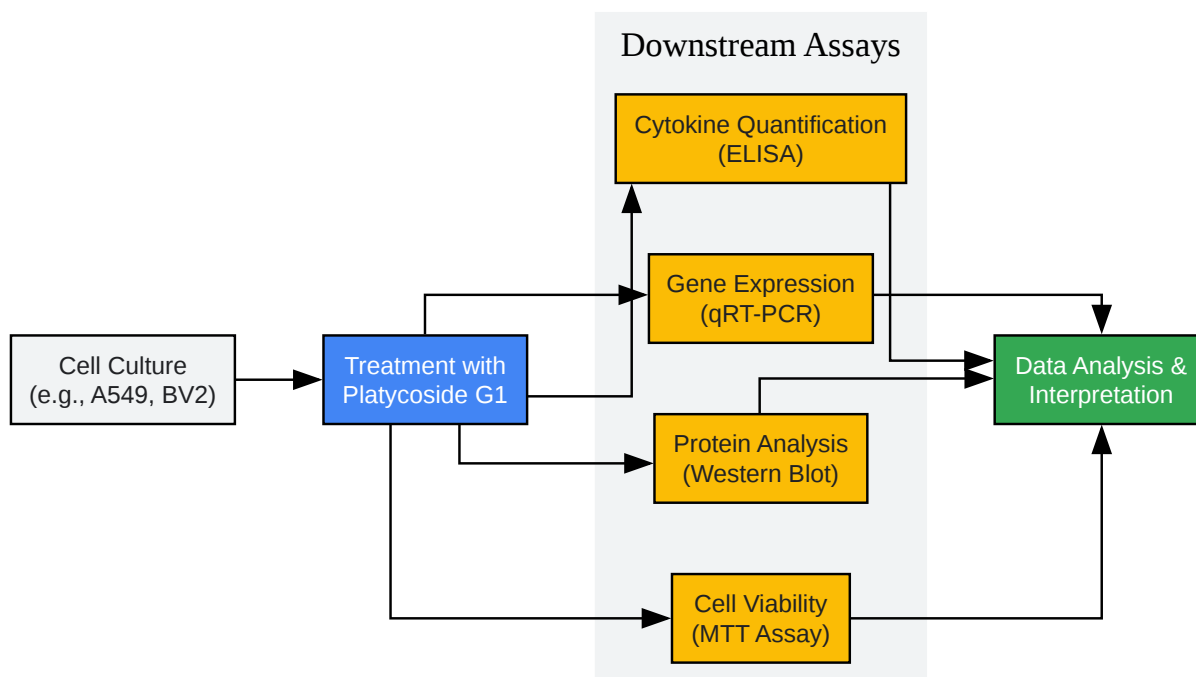 Downstream Assays
Cytokine Quantification
(ELISA)
Gene Expression
(qRT-PCR)
Cell Culture
(e.g., A549, BV2)
Treatment with
Platycoside G1
Data Analysis &
Interpretation
Protein Analysis
(Western Blot)
Cell Viability
(MTT Assay)